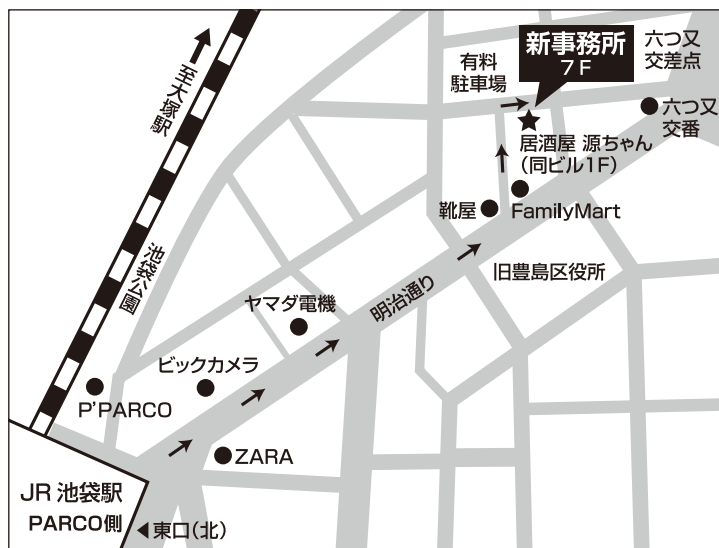 新事務所
7F
六つ又
交差点
有料
駐車場
至大塚駅
六つ又
交番
居酒屋 源ちゃん
(同ビル1F)
靴屋
FamilyMart
池袋公園
旧豊島区役所
明治通り
ヤマダ電機
ビックカメラ
P'PARCO
ZARA
JR 池袋駅
PARCO側
東口(北)